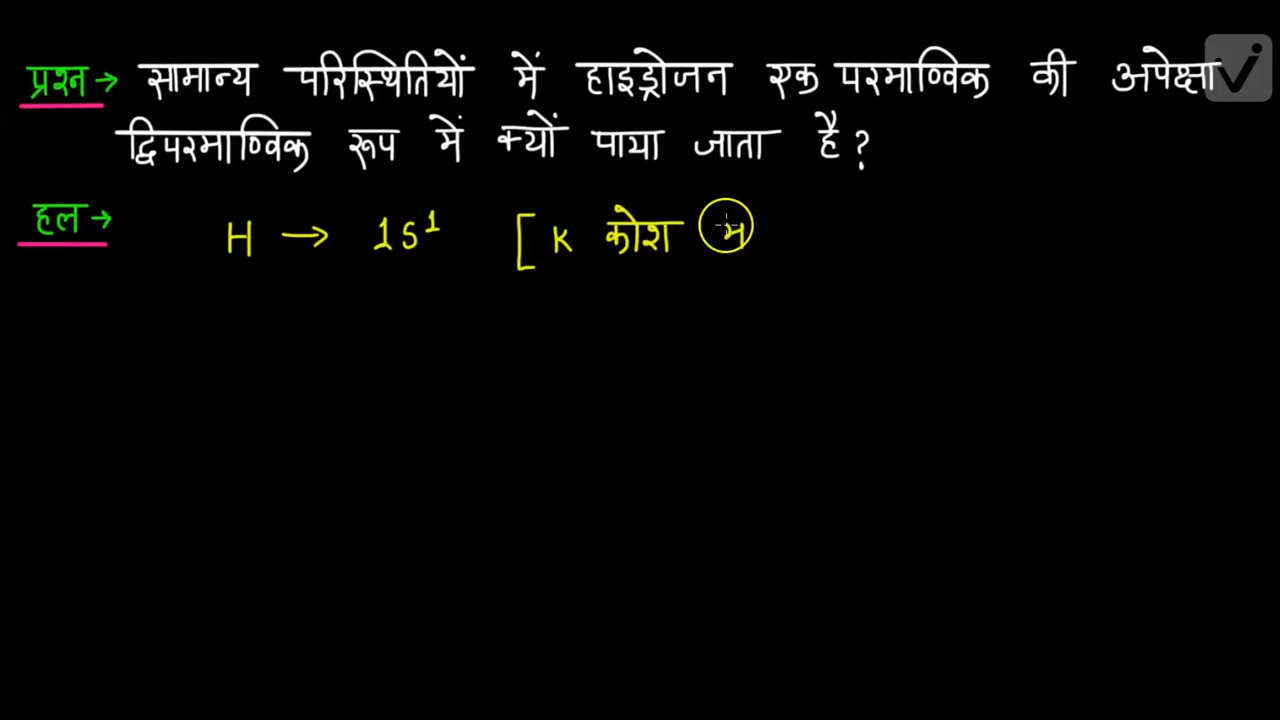 प्रश्न→ सामान्य परिस्थितियों में हाइड्रोजन एक परमाण्विक की अपेक्षा
द्विपरमाण्विक रूप में क्यों पाया जाता है?
हल→ H → 1S¹ [K कोश म